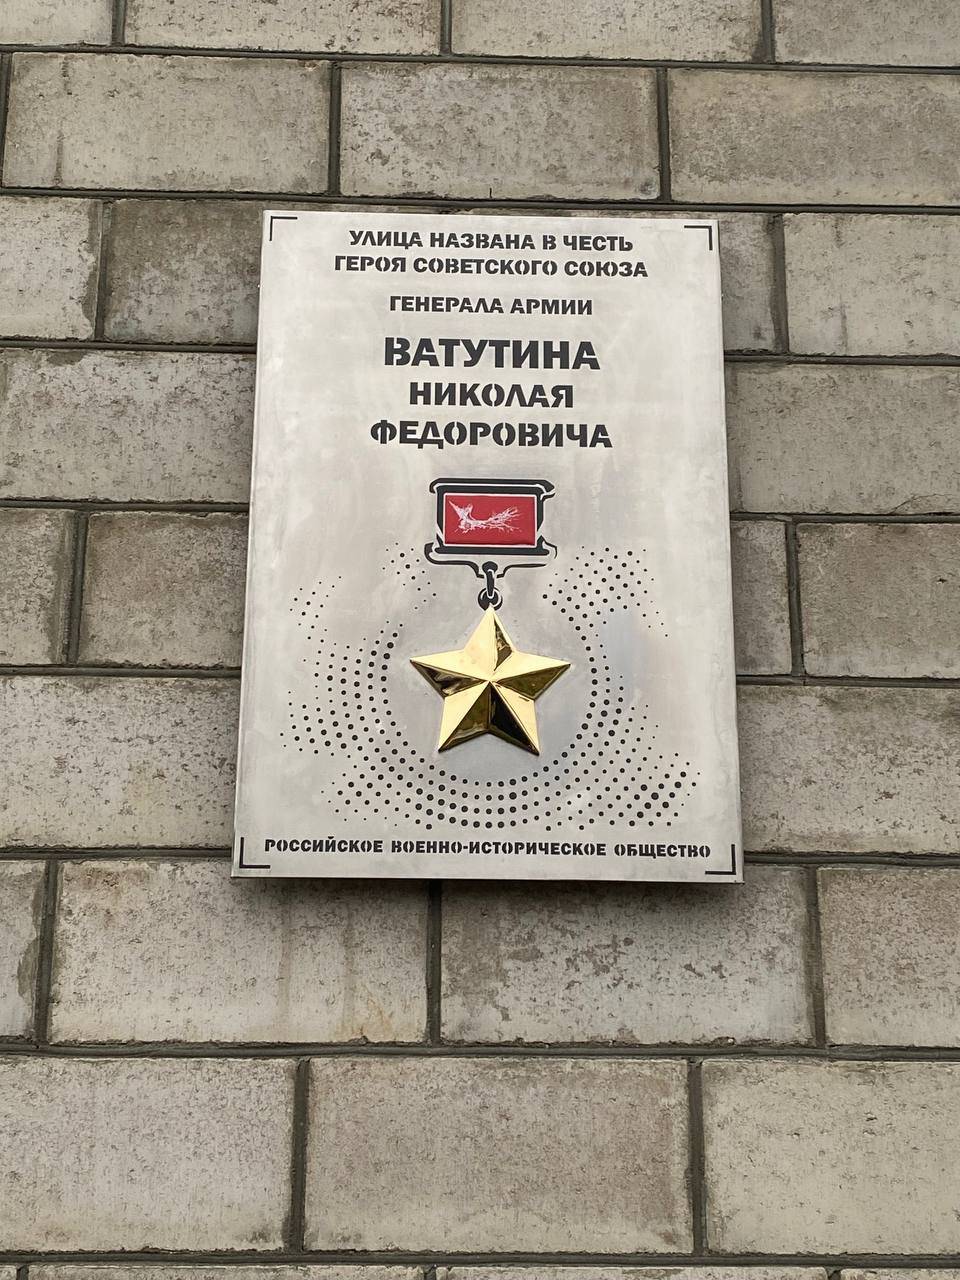 УЛИЦА НАЗВАНА В ЧЕСТЬ
ГЕРОЯ СОВЕТСКОГО СОЮЗА
ГЕНЕРАЛА АРМИИ
ВАТУТИНА
НИКОЛАЯ
ФЕДОРОВИЧА
РОССИЙСКОЕ ВОЕННО-ИСТОРИЧЕСКОЕ ОБЩЕСТВО